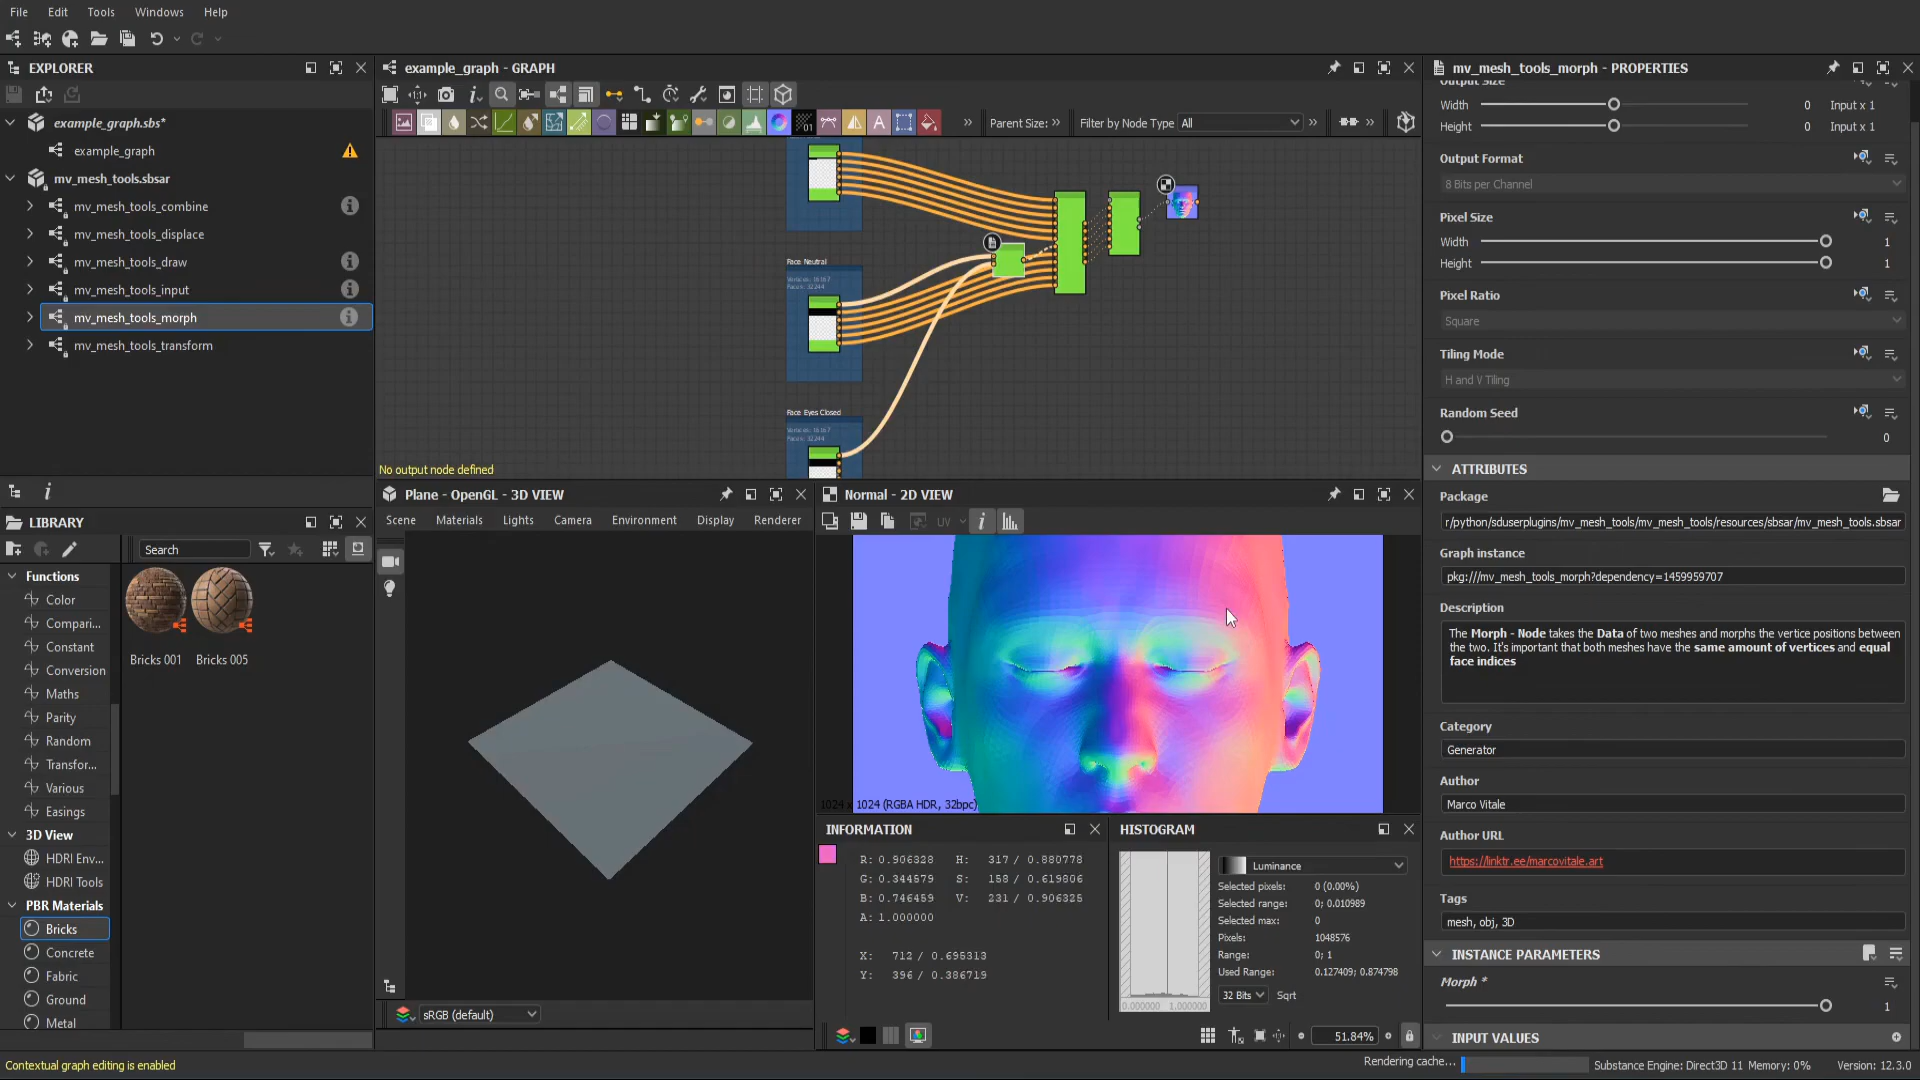 File Edit Tools Windows Help
EXPLORER
example_graph.sbs*
example_graph
mv_mesh_tools.sbsar
mv_mesh_tools_combine
mv_mesh_tools_displace
mv_mesh_tools_draw
mv_mesh_tools_input
mv_mesh_tools_morph
mv_mesh_tools_transform
LIBRARY
Search
Functions
Color
Compari...
Constant
Conversion
Maths
Parity
Random
Transfor...
Various
Easings
3D View
HDRI Env...
HDRI Tools
PBR Materials
Bricks
Concrete
Fabric
Ground
Metal
Bricks 001
Bricks 005
Contextual graph editing is enabled
example_graph - GRAPH
Parent Size:
Filter by Node Type All
Face Neutral
Face Eyes Closed
No output node defined
Plane - OpenGL - 3D VIEW
Scene Materials Lights Camera Environment Display Renderer
sRGB (default)
Normal - 2D VIEW
UV
1024 x 1024 (RGBA HDR, 32bpc)
INFORMATION
R: 0.906328 H: 317 / 0.880778
G: 0.344579 S: 158 / 0.619806
B: 0.746459 V: 231 / 0.906325
A: 1.000000
X: 712 / 0.695313
Y: 396 / 0.386719
HISTOGRAM
Luminance
Selected pixels: 0 (0.00%)
Selected range: 0; 0.010989
Selected max: 0
Pixels: 1048576
Range: 0; 1
Used Range: 0.127409; 0.874798
32 Bits Sqrt
0.000000 1.000000
51.84%
mv_mesh_tools_morph - PROPERTIES
Output Size
Width 0 Input x 1
Height 0 Input x 1
Output Format
8 Bits per Channel
Pixel Size
Width 1
Height 1
Pixel Ratio
Square
Tiling Mode
H and V Tiling
Random Seed
0
ATTRIBUTES
Package
r/python/sduserplugins/mv_mesh_tools/mv_mesh_tools/resources/sbsar/mv_mesh_tools.sbsar
Graph instance
pkg:///mv_mesh_tools_morph?dependency=1459959707
Description
The Morph - Node takes the Data of two meshes and morphs the vertice positions between
the two. It's important that both meshes have the same amount of vertices and equal
face indices
Category
Generator
Author
Marco Vitale
Author URL
https://linktr.ee/marcovitale.art
Tags
mesh, obj, 3D
INSTANCE PARAMETERS
Morph *
1
INPUT VALUES
Rendering cache... Substance Engine: Direct3D 11 Memory: 0% Version: 12.3.0